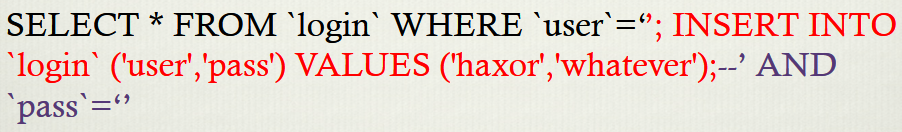 SELECT * FROM `login` WHERE `user`=‘’; INSERT INTO
`login` ('user','pass') VALUES ('haxor','whatever');--’ AND
`pass`=‘’